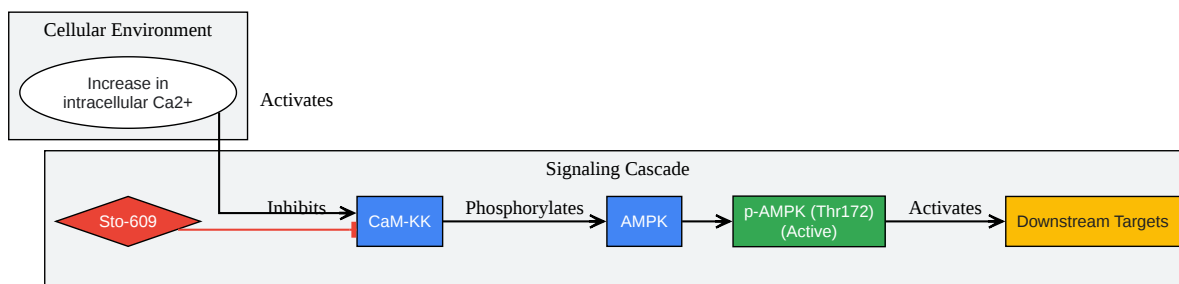 Cellular Environment
Increase in
intracellular Ca2+
Activates
Signaling Cascade
Sto-609
Inhibits
CaM-KK
Phosphorylates
AMPK
p-AMPK (Thr172)
(Active)
Activates
Downstream Targets